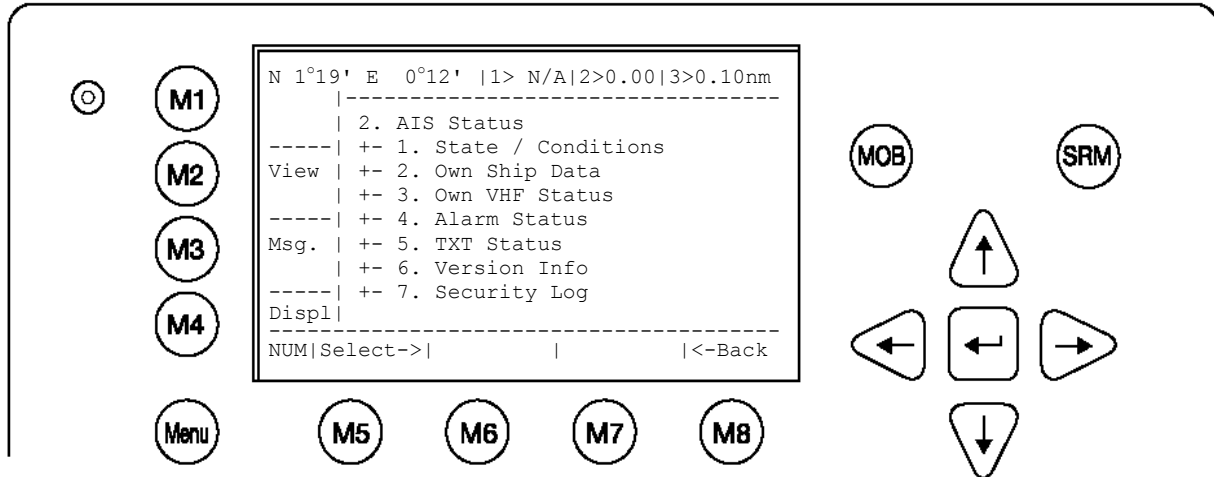 N 1°19' E 0°12' |1> N/A|2>0.00|3>0.10nm
|----------------------------------
| 2. AIS Status
-----| +- 1. State / Conditions
View | +- 2. Own Ship Data
| +- 3. Own VHF Status
-----| +- 4. Alarm Status
Msg. | +- 5. TXT Status
| +- 6. Version Info
-----| +- 7. Security Log
Displ|
----------------------------------------
NUM|Select->| | |<-Back
M1
M2
M3
M4
Menu
M5
M6
M7
M8
MOB
SRM